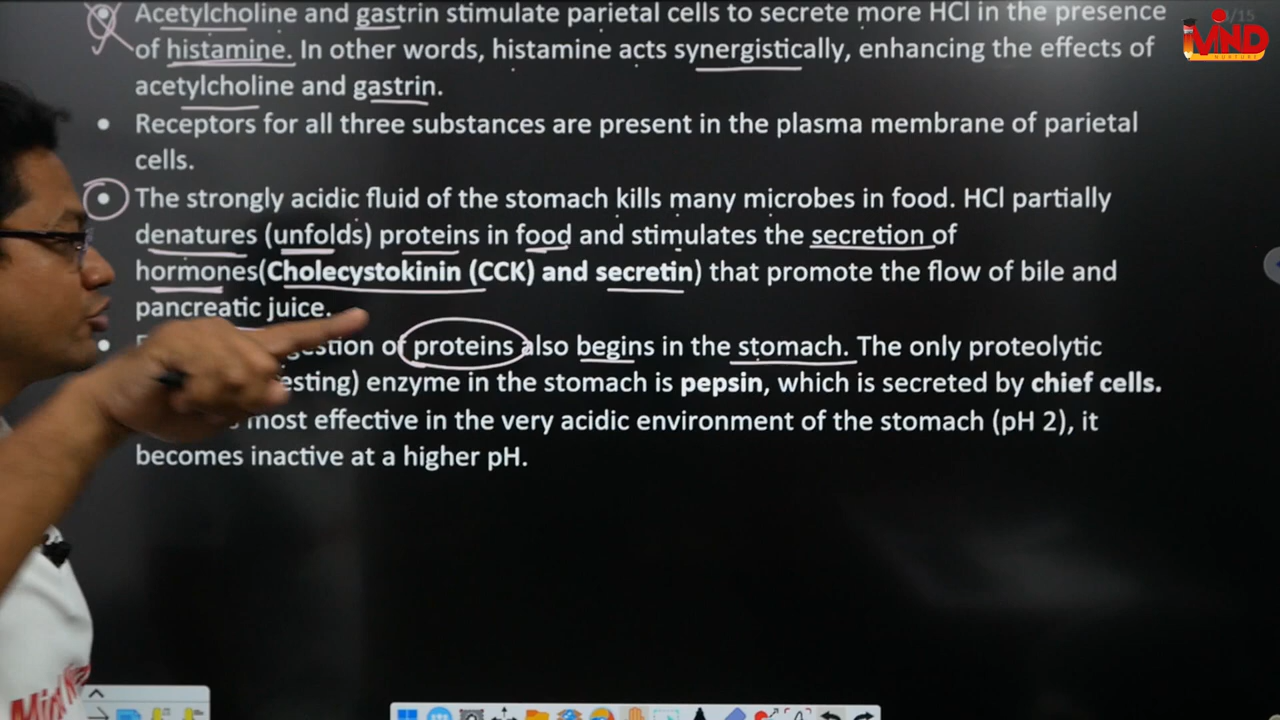 Acetylcholine and gastrin stimulate parietal cells to secrete more HCl in the presence
of histamine. In other words, histamine acts synergistically, enhancing the effects of
acetylcholine and gastrin.
• Receptors for all three substances are present in the plasma membrane of parietal
cells.
• The strongly acidic fluid of the stomach kills many microbes in food. HCl partially
denatures (unfolds) proteins in food and stimulates the secretion of
hormones(Cholecystokinin (CCK) and secretin) that promote the flow of bile and
pancreatic juice.
• of proteins also begins in the stomach. The only proteolytic
enzyme in the stomach is pepsin, which is secreted by chief cells.
most effective in the very acidic environment of the stomach (pH 2), it
becomes inactive at a higher pH.
/15
MIND
NURTURE